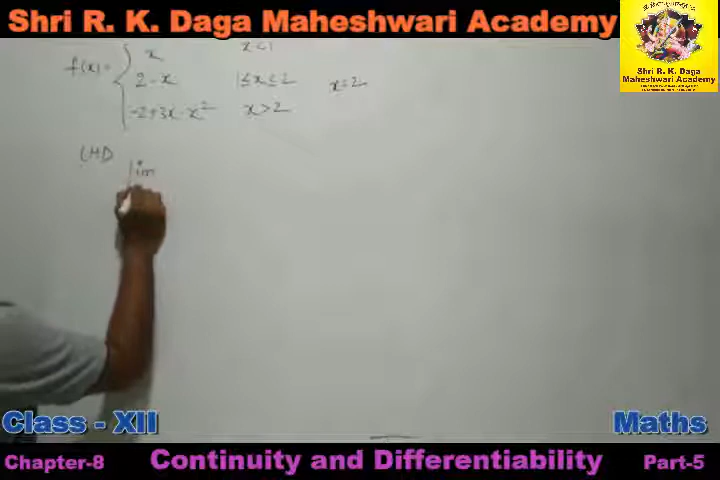 Shri R. K. Daga Maheshwari Academy
Shri R. K. Daga
Maheshwari Academy
x x<1
f(x)= 2-x 1≤x≤2 x=2
-2+3x-x² x>2
LHD
lim
Class - XII Maths
Chapter-8 Continuity and Differentiability Part-5